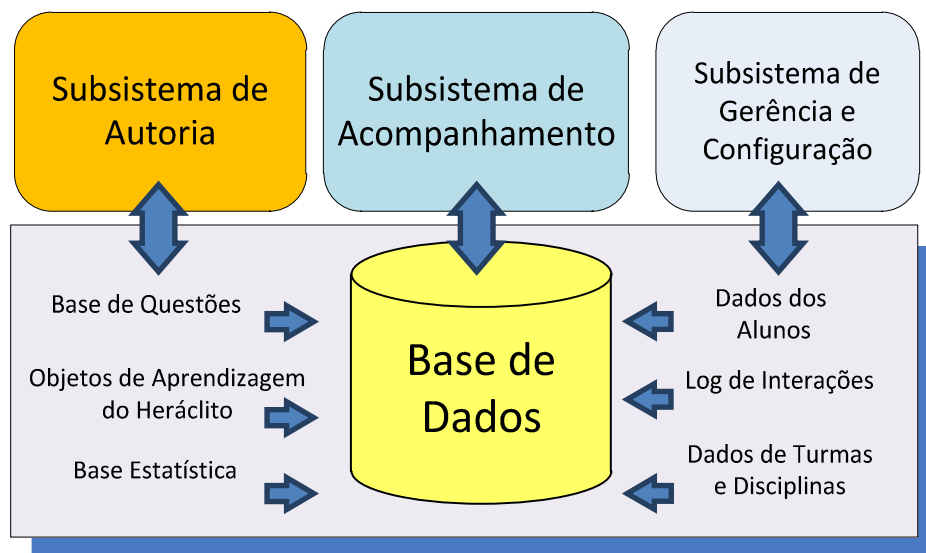 Subsistema de
Autoria
Subsistema de
Acompanhamento
Subsistema de
Gerência e
Configuração
Base de Questões
Objetos de Aprendizagem
do Heráclito
Base Estatística
Base de
Dados
Dados dos
Alunos
Log de Interações
Dados de Turmas
e Disciplinas